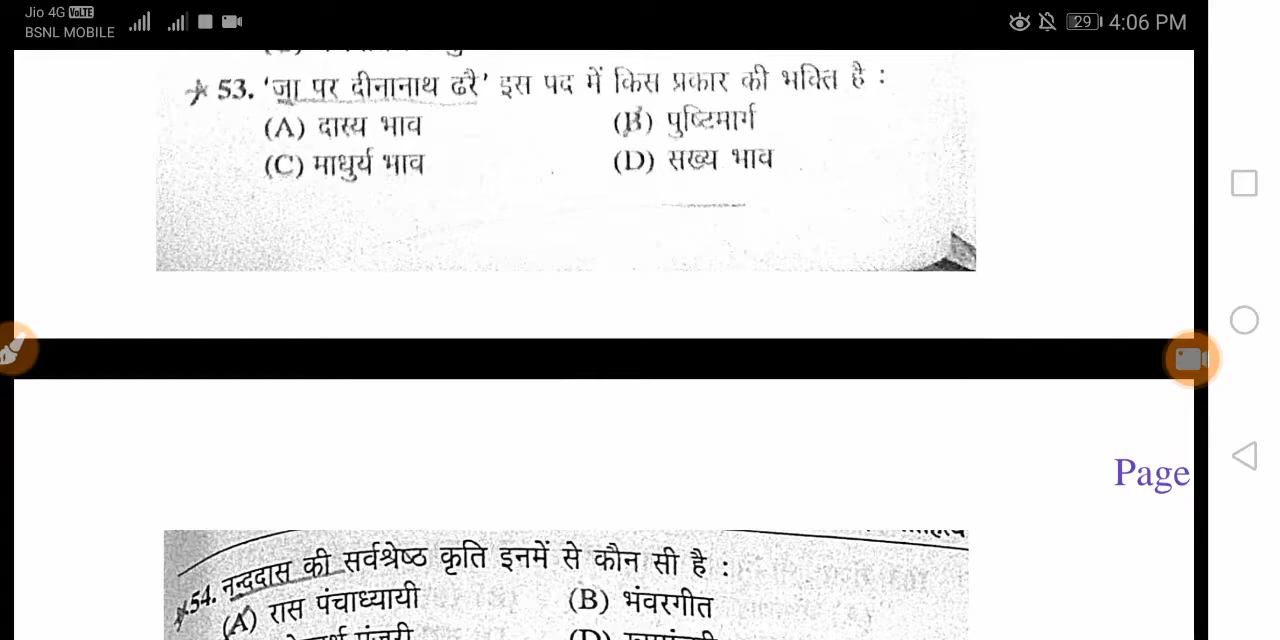 Jio 4G VoLTE
BSNL MOBILE
29 4:06 PM
53. 'जा पर दीनानाथ ढरै' इस पद में किस प्रकार की भक्ति है :
(A) दास्य भाव (B) पुष्टिमार्ग
(C) माधुर्य भाव (D) सख्य भाव
Page
54. नन्ददास की सर्वश्रेष्ठ कृति इनमें से कौन सी है :
(A) रास पंचाध्यायी (B) भंवरगीत
(D)